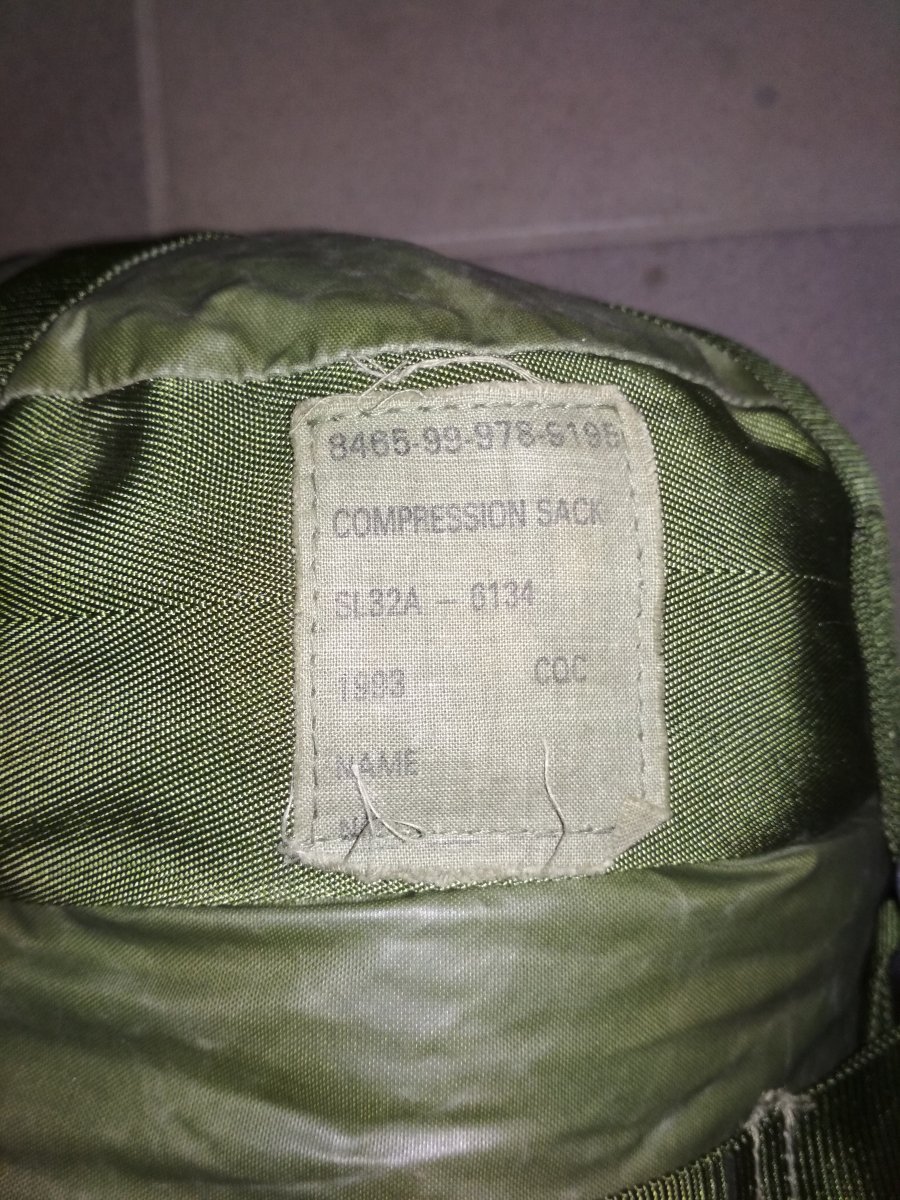 8465-99-978-9195
COMPRESSION SACK
SL32A – 6134
1993 CQC
NAME